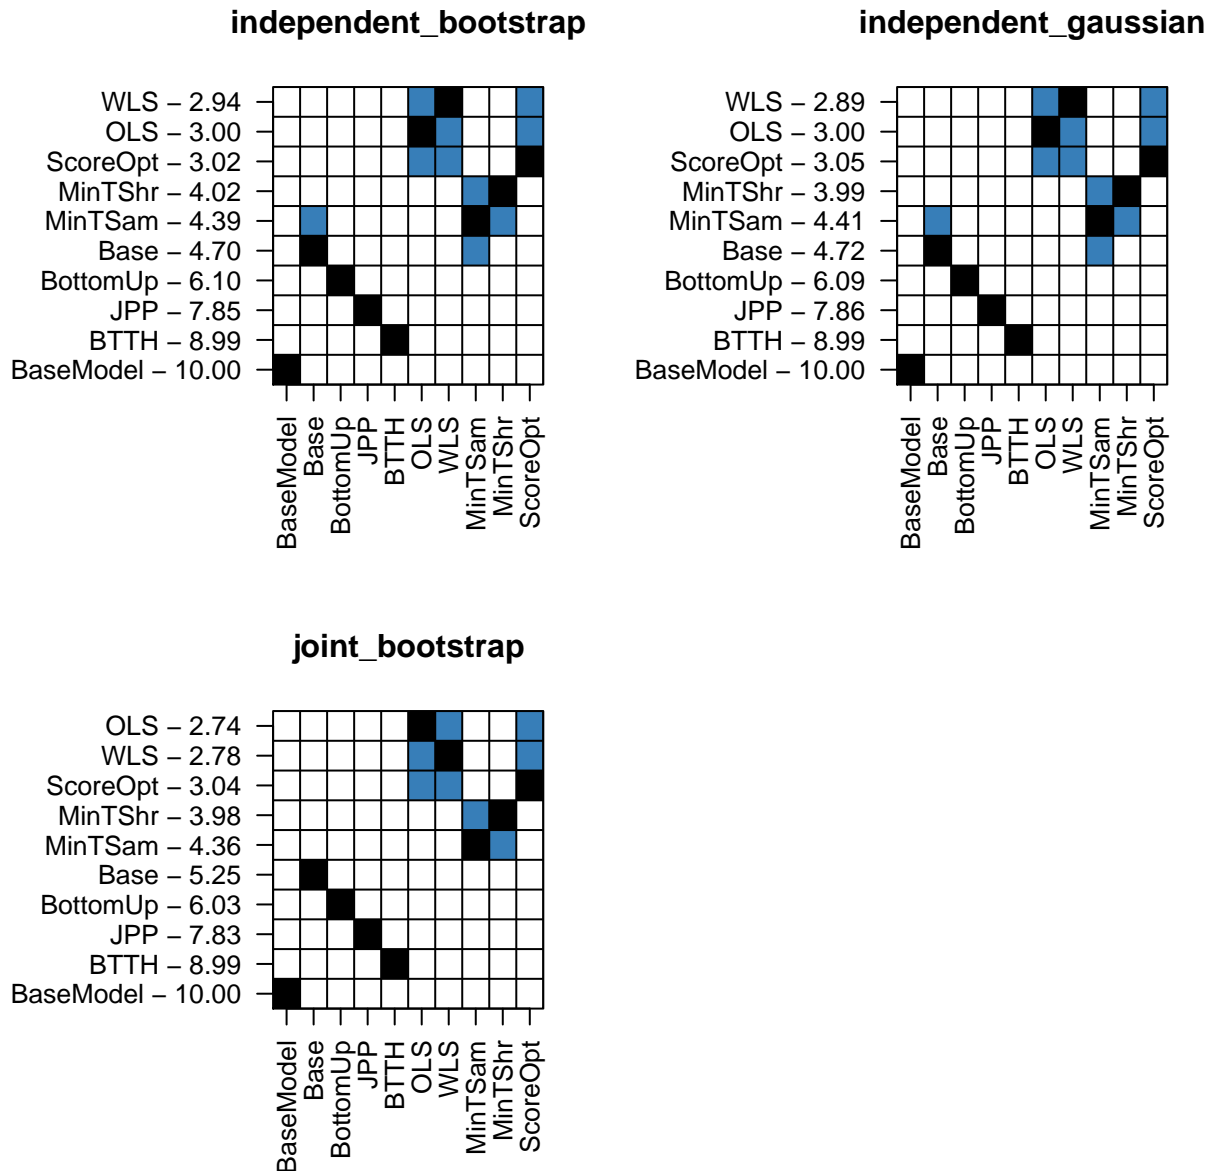 independent_bootstrap
WLS − 2.94
OLS − 3.00
ScoreOpt − 3.02
MinTShr − 4.02
MinTSam − 4.39
Base − 4.70
BottomUp − 6.10
JPP − 7.85
BTTH − 8.99
BaseModel − 10.00
BaseModel
Base
BottomUp
JPP
BTTH
OLS
WLS
MinTSam
MinTShr
ScoreOpt
independent_gaussian
WLS − 2.89
OLS − 3.00
ScoreOpt − 3.05
MinTShr − 3.99
MinTSam − 4.41
Base − 4.72
BottomUp − 6.09
JPP − 7.86
BTTH − 8.99
BaseModel − 10.00
BaseModel
Base
BottomUp
JPP
BTTH
OLS
WLS
MinTSam
MinTShr
ScoreOpt
joint_bootstrap
OLS − 2.74
WLS − 2.78
ScoreOpt − 3.04
MinTShr − 3.98
MinTSam − 4.36
Base − 5.25
BottomUp − 6.03
JPP − 7.83
BTTH − 8.99
BaseModel − 10.00
BaseModel
Base
BottomUp
JPP
BTTH
OLS
WLS
MinTSam
MinTShr
ScoreOpt